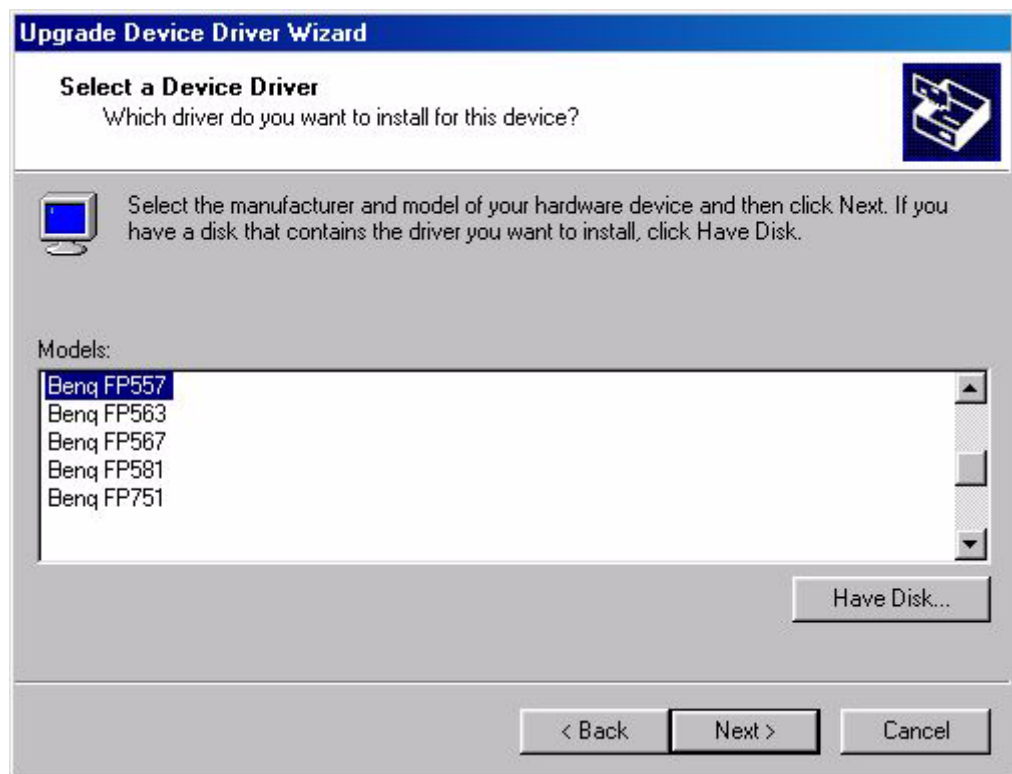 Upgrade Device Driver Wizard
Select a Device Driver
Which driver do you want to install for this device?
Select the manufacturer and model of your hardware device and then click Next. If you
have a disk that contains the driver you want to install, click Have Disk.
Models:
Benq FP557
Benq FP563
Benq FP567
Benq FP581
Benq FP751
Have Disk...
< Back
Next >
Cancel